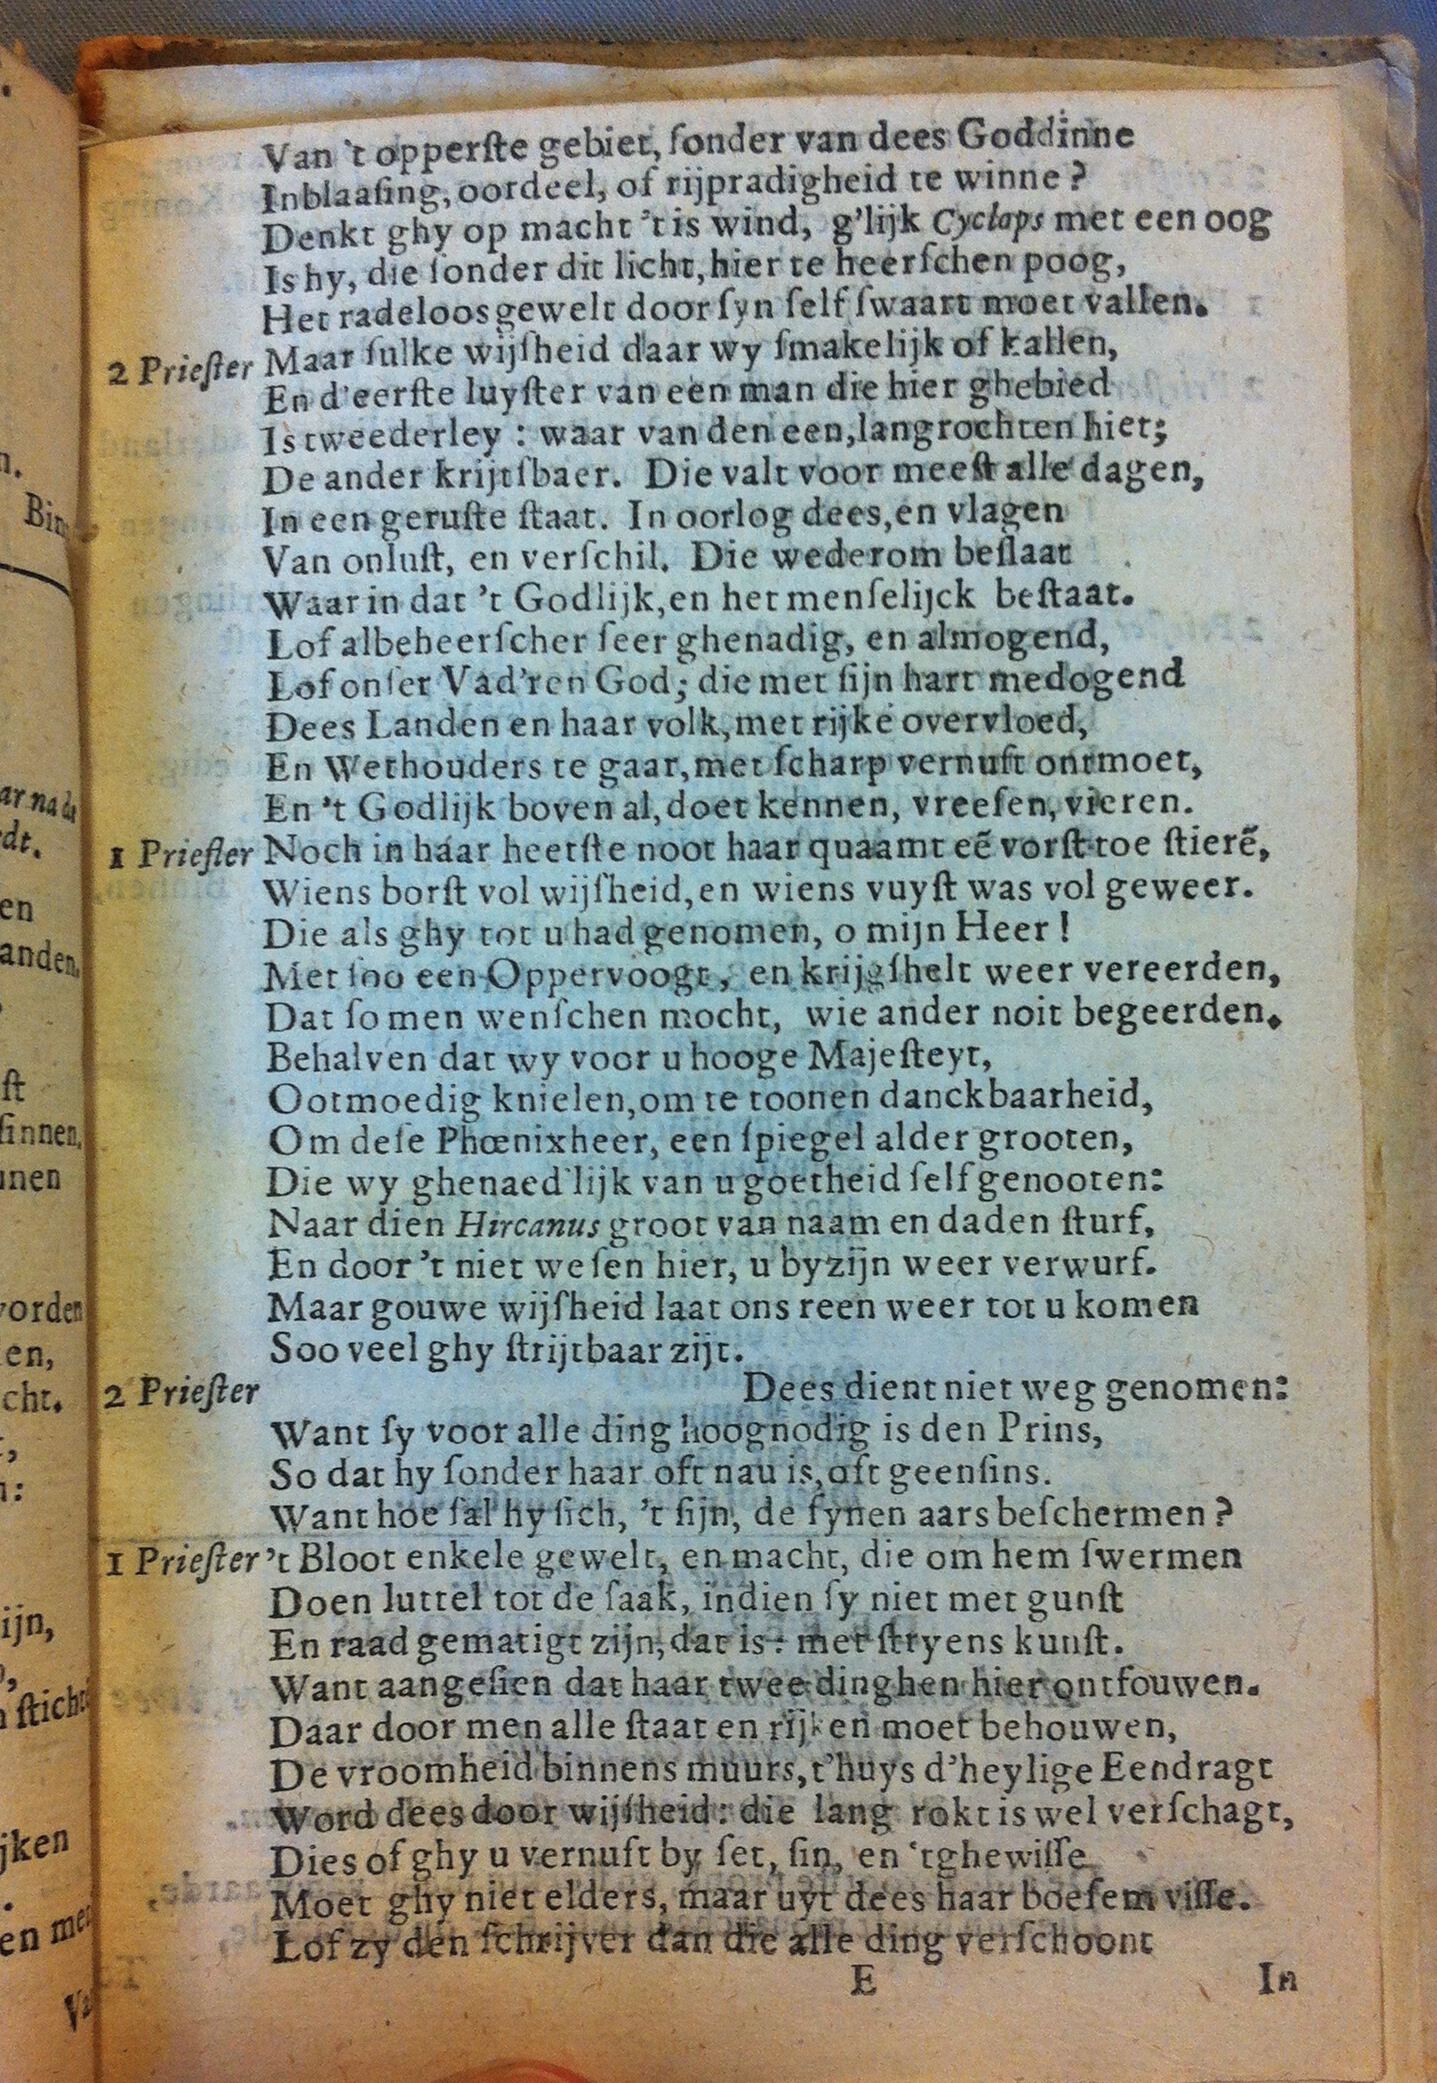 Van 't opperſte gebiet, ſonder van dees Goddinne
Inblaaſing, oordeel, of rijpradigheid te winne?
Denkt ghy op macht 't is wind, g'lijk Cyclaps met een oog
Is hy, die ſonder dit licht, hier te heerſchen poog,
Het radeloos gewelt door ſyn ſelf ſwaart moet vallen.
2 Prieſter Maar ſulke wijſheid daar wy ſmakelijk of kallen,
En d'eerſte luyſter van een man die hier ghebied
Is tweederley : waar van den een, langrochten hiet;
De ander krijtſbaer. Die valt voor meeſt alle dagen,
In een geruſte ſtaat. In oorlog dees, en vlagen
Van onluſt, en verſchil. Die wederom beſlaat
Waar in dat 't Godlijk, en het menſelijck beſtaat.
Lof albeheerſcher ſeer ghenadig, en almogend,
Lof onſer Vad'ren God; die met ſijn hart medogend
Dees Landen en haar volk, met rijke overvloed,
En Wethouders te gaar, met ſcharp vernuft ontmoet,
En 't Godlijk boven al, doet kennen, vreeſen, vieren.
1 Prieſter Noch in haar heetſte noot haar quaamt eẽ vorſt toe ſtierẽ,
Wiens borſt vol wijſheid, en wiens vuyſt was vol geweer.
Die als ghy tot u had genomen, o mijn Heer!
Met ſoo een Oppervoogt, en krijgſhelt weer vereerden,
Dat ſo men wenſchen mocht, wie ander noit begeerden.
Behalven dat wy voor u hooge Majeſteyt,
Ootmoedig knielen, om te toonen danckbaarheid,
Om deſe Phœnixheer, een ſpiegel alder grooten,
Die wy ghenaed'lijk van u goetheid ſelf genooten:
Naar dien Hircanus groot van naam en daden ſturf,
En door 't niet weſen hier, u byzijn weer verwurf.
Maar gouwe wijſheid laat ons reen weer tot u komen
Soo veel ghy ſtrijtbaar zijt.
2 Prieſter Dees dient niet weg genomen:
Want ſy voor alle ding hoognodig is den Prins,
So dat hy ſonder haar oft nau is, oft geenſins.
Want hoe ſal hy ſich, 't ſijn, de ſynen aars beſchermen?
1 Prieſter 't Bloot enkele gewelt, en macht, die om hem ſwermen
Doen luttel tot de ſaak, indien ſy niet met gunſt
En raad gematigt zijn, dat is: met ſtryens kunſt.
Want aangeſien dat haar twee dinghen hier ontfouwen.
Daar door men alle ſtaat en rijken moet behouwen,
De vroomheid binnens muurs, t'huys d'heylige Eendragt
Word dees door wijſheid: die lang rokt is wel verſchagt,
Dies of ghy u vernuft by ſet, ſin, en 'tghewiſſe
Moet ghy niet elders, maar uyt dees haar boeſem viſſe.
Lof zy den ſchrijver dan die alle ding verſchoont
E In